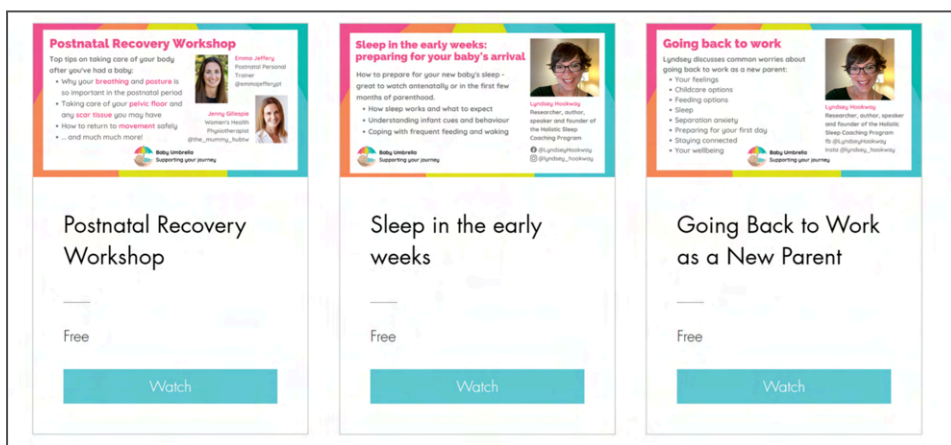 Postnatal Recovery Workshop
Top tips on taking care of your body
after you've had a baby:
• Why your breathing and posture is
so important in the postnatal period
• Taking care of your pelvic floor and
any scar tissue you may have
• How to return to movement safely
• ... and much much more!
Emma Jeffery
Postnatal Personal
Trainer
@emmajefferypt
Jenny Gillespie
Women's Health
Physiotherapist
@the_mummy_hubtw
Baby Umbrella
Supporting your journey
Postnatal Recovery
Workshop
Free
Watch
Sleep in the early weeks:
preparing for your baby's arrival
How to prepare for your new baby's sleep -
great to watch antenatally or in the first few
months of parenthood.
• How sleep works and what to expect
• Understanding infant cues and behaviour
• Coping with frequent feeding and waking
Lyndsey Hookway
Researcher, author,
speaker and founder of
the Holistic Sleep
Coaching Program
@LyndseyHookway
@lyndsey_hookway
Baby Umbrella
Supporting your journey
Sleep in the early
weeks
Free
Watch
Going back to work
Lyndsey discusses common worries about
going back to work as a new parent:
• Your feelings
• Childcare options
• Feeding options
• Sleep
• Separation anxiety
• Preparing for your first day
• Staying connected
• Your wellbeing
Lyndsey Hookway
Researcher, author, speaker
and founder of the Holistic
Sleep Coaching Program
fb @LyndseyHookway
Insta @lyndsey_hookway
Baby Umbrella
Supporting your journey
Going Back to Work
as a New Parent
Free
Watch